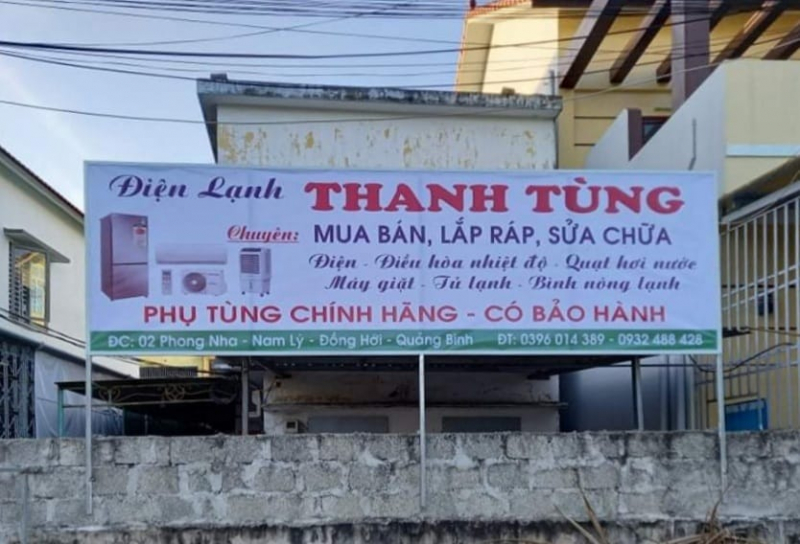 Điện Lạnh THANH TÙNG
Chuyên: MUA BÁN, LẮP RÁP, SỬA CHỮA
Điện - Điều hòa nhiệt độ - Quạt hơi nước
Máy giặt - Tủ lạnh - Bình nóng lạnh
PHỤ TÙNG CHÍNH HÃNG - CÓ BẢO HÀNH
ĐC: 02 Phong Nha - Nam Lý - Đồng Hới - Quảng Bình ĐT: 0396 014 389 - 0932 488 428